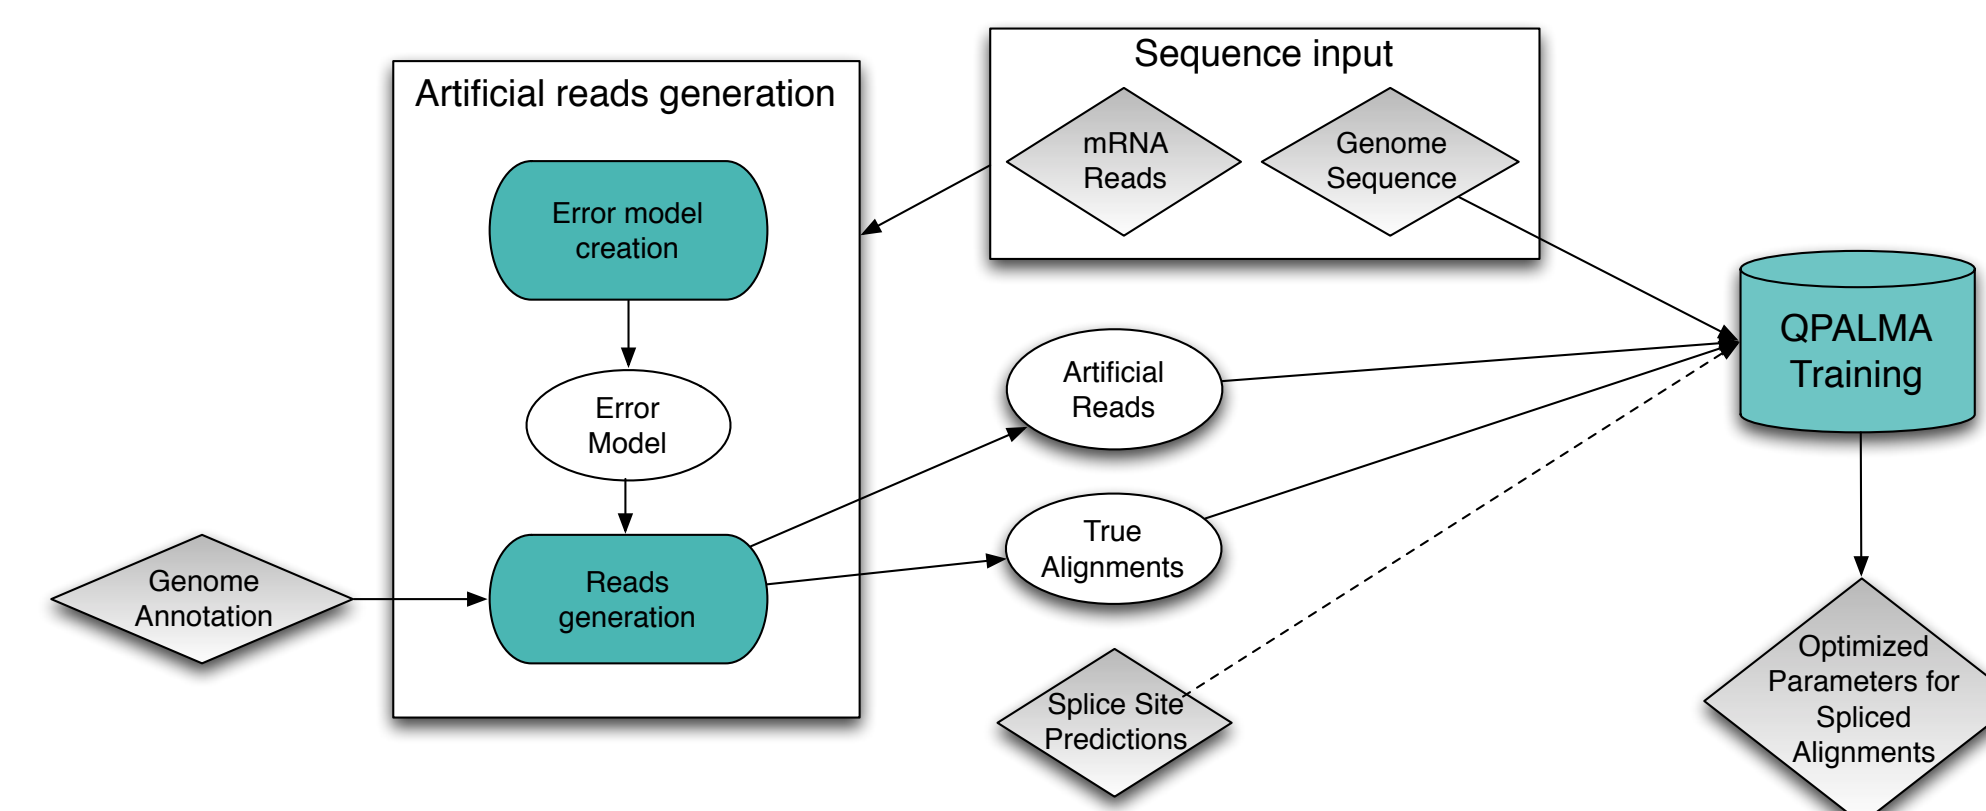 Sequence input
Artificial reads generation
mRNA
Reads
Genome
Sequence
Error model
creation
QPALMA
Training
Artificial
Reads
Error
Model
True
Alignments
Genome
Annotation
Reads
generation
Splice Site
Predictions
Optimized
Parameters for
Spliced
Alignments